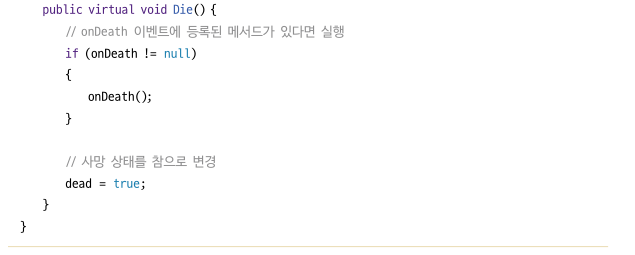 public virtual void Die() {
// onDeath 이벤트에 등록된 메서드가 있다면 실행
if (onDeath != null)
{
onDeath();
}
// 사망 상태를 참으로 변경
dead = true;
}
}